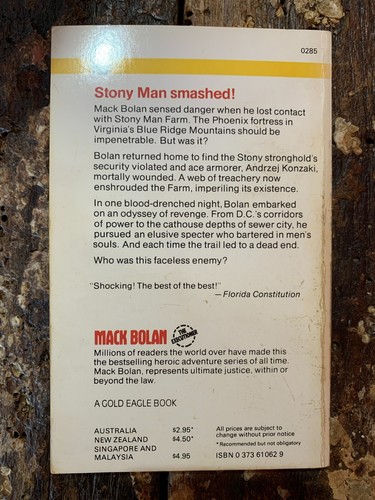 0285
Stony Man smashed!
Mack Bolan sensed danger when he lost contact
with Stony Man Farm. The Phoenix fortress in
Virginia's Blue Ridge Mountains should be
impenetrable. But was it?
Bolan returned home to find the Stony stronghold's
security violated and ace armorer, Andrzej Konzaki,
mortally wounded. A web of treachery now
enshrouded the Farm, imperiling its existence.
In one blood-drenched night, Bolan embarked
on an odyssey of revenge. From D.C.'s corridors
of power to the cathouse depths of sewer city, he
pursued an elusive specter who bartered in men's
souls. And each time the trail led to a dead end.
Who was this faceless enemy?
"Shocking! The best of the best!"
—Florida Constitution
MACK BOLAN THE EXECUTIONER
Millions of readers the world over have made this
the bestselling heroic adventure series of all time.
Mack Bolan, represents ultimate justice, within or
beyond the law.
A GOLD EAGLE BOOK
AUSTRALIA $2.95*
NEW ZEALAND $4.50*
SINGAPORE AND
MALAYSIA $4.95
All prices are subject to
change without prior notice
*Recommended but not obligatory
ISBN 0 373 61062 9